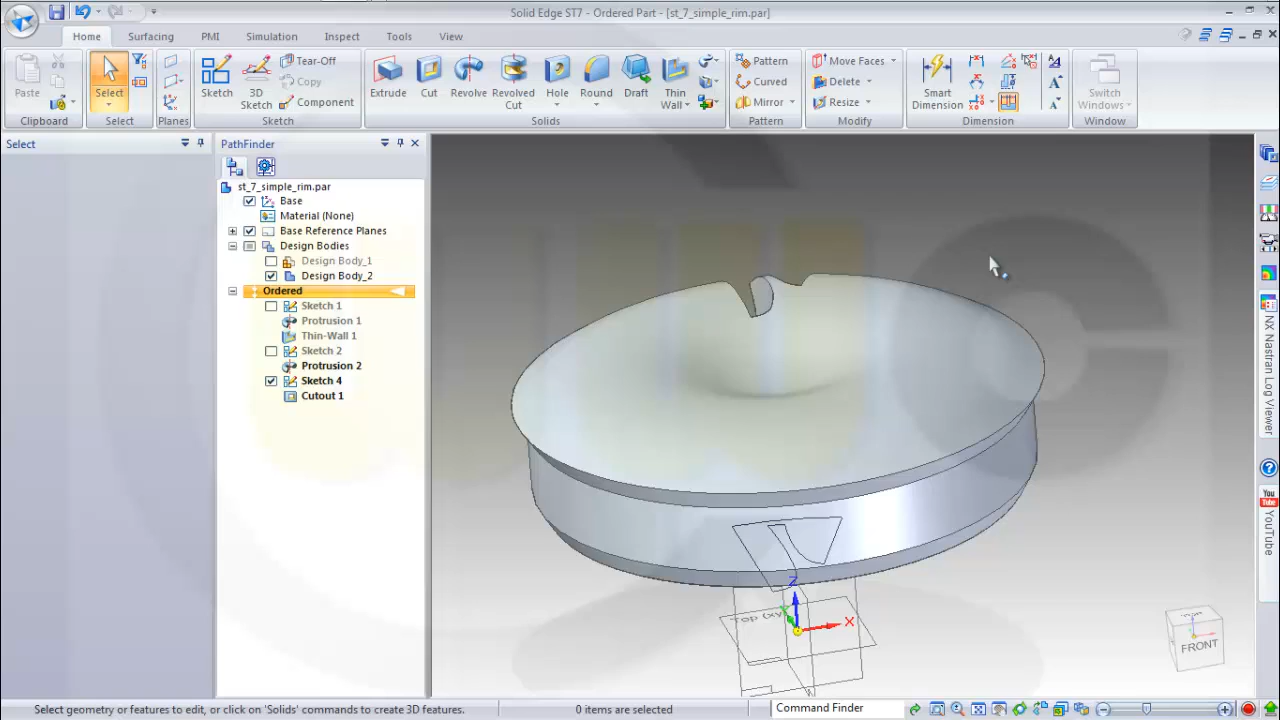 Solid Edge ST7 - Ordered Part - [st_7_simple_rim.par]
Home Surfacing PMI Simulation Inspect Tools View
Paste
Clipboard
Select
Select
Planes
Sketch
3D Sketch
Tear-Off
Copy
Component
Sketch
Extrude
Cut
Revolve
Revolved Cut
Hole
Round
Draft
Thin Wall
Solids
Pattern
Curved
Mirror
Pattern
Move Faces
Delete
Resize
Modify
Smart Dimension
Dimension
Switch Windows
Window
Select
PathFinder
st_7_simple_rim.par
Base
Material (None)
Base Reference Planes
Design Bodies
Design Body_1
Design Body_2
Ordered
Sketch 1
Protrusion 1
Thin-Wall 1
Sketch 2
Protrusion 2
Sketch 4
Cutout 1
Z
X
Top (xy)
TOP
FRONT
NX Nastran Log Viewer
You
Tube
YouTube
Select geometry or features to edit, or click on 'Solids' commands to create 3D features.
0 items are selected
Command Finder